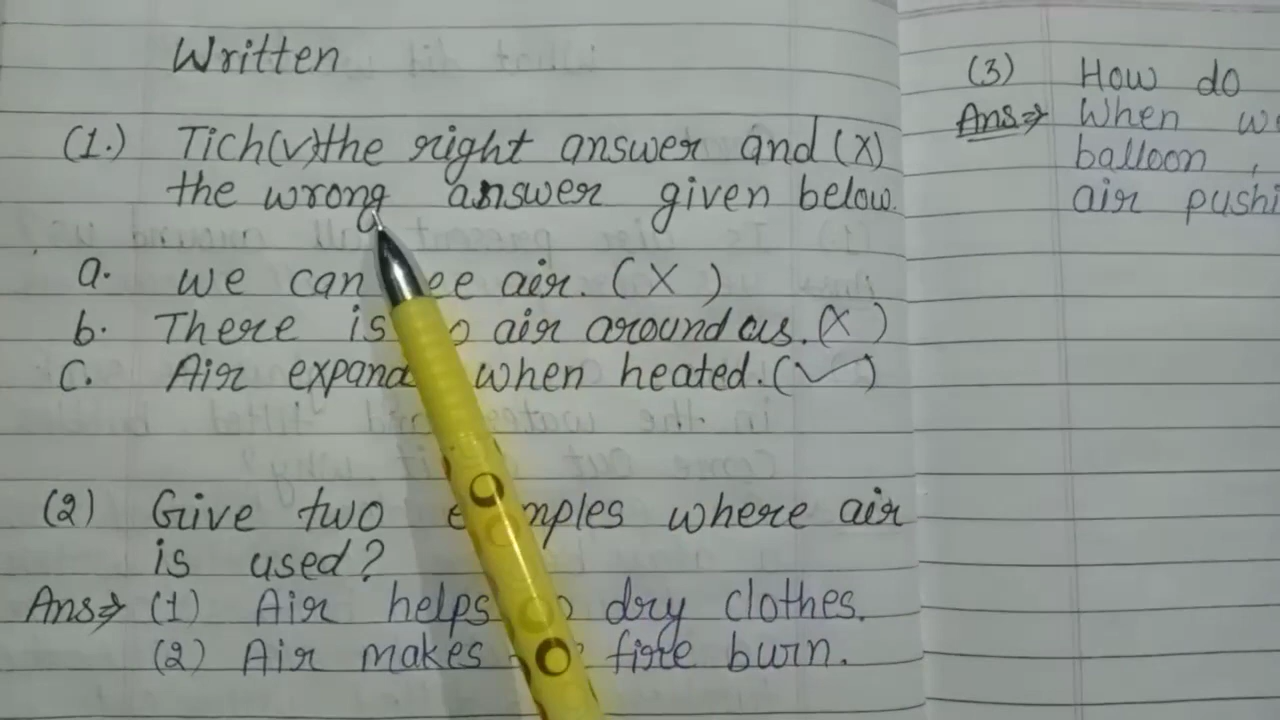 Written
(1.) Tich(v)the right answer and (X)
the wrong answer given below.
a. we can ee air. (X)
b. There is air around us. (X)
c. Air expand when heated. (✓)
(2) Give two mples where air
is used?
Ans⇒ (1) Air helps dry clothes.
(2) Air makes fire burn.
(3) How do
Ans⇒ When we
balloon,
air pushi